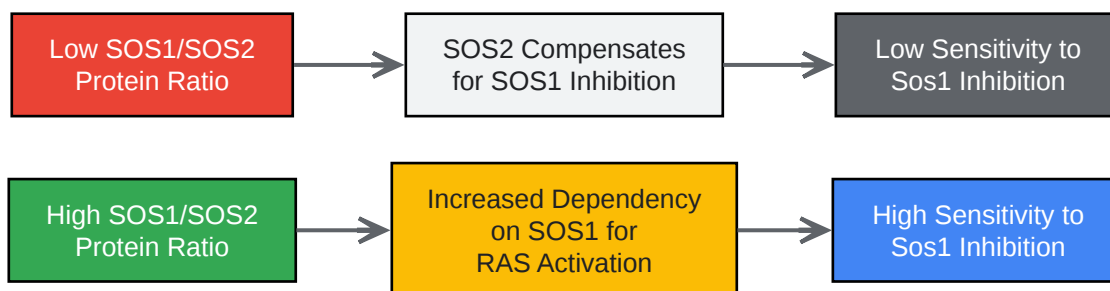 Low SOS1/SOS2
Protein Ratio
SOS2 Compensates
for SOS1 Inhibition
Low Sensitivity to
Sos1 Inhibition
High SOS1/SOS2
Protein Ratio
Increased Dependency
on SOS1 for
RAS Activation
High Sensitivity to
Sos1 Inhibition